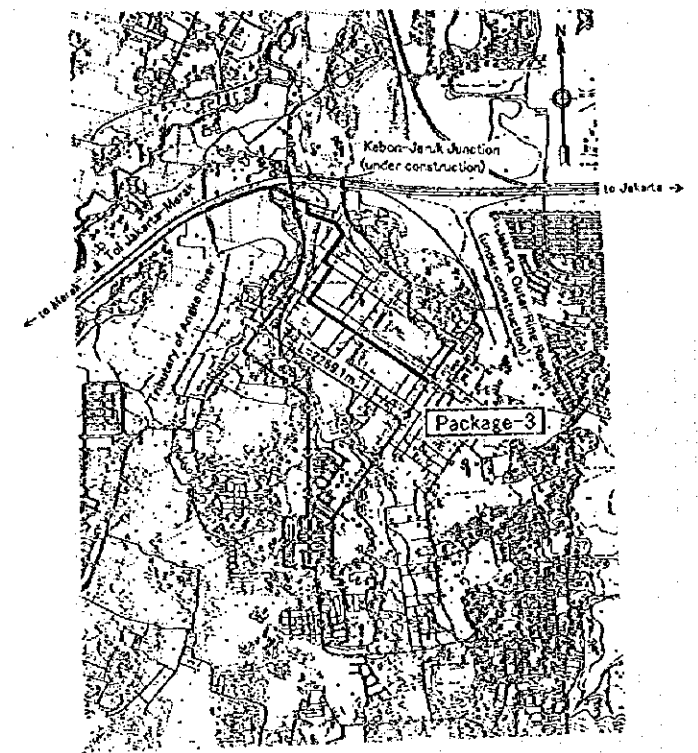 N
Kebon-Jeruk Junction
(under construction)
to Jakarta
Jl. Tol Jakarta-Merak
to Merak
Jakarta Outer Ring Road
(under construction)
Tributary of Angke River
Package-3